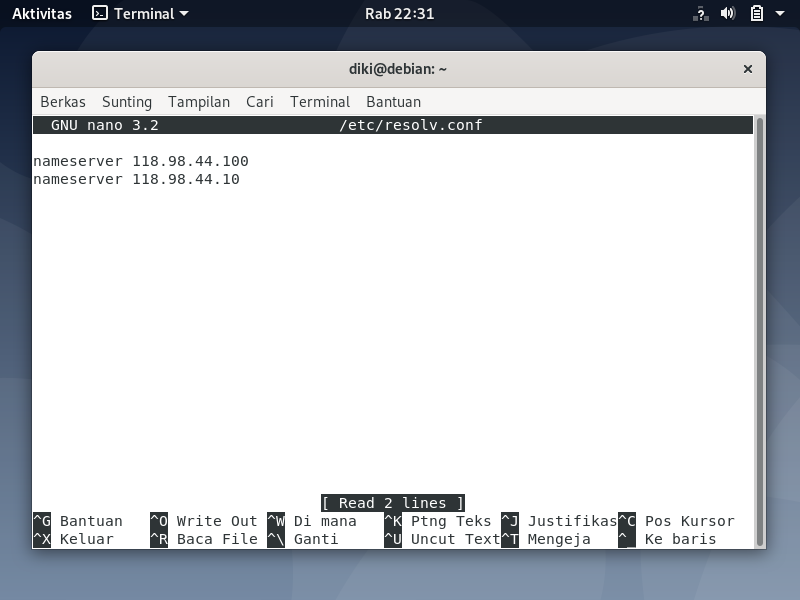 Aktivitas Terminal Rab 22:31
diki@debian: ~ ×
Berkas Sunting Tampilan Cari Terminal Bantuan
GNU nano 3.2 /etc/resolv.conf
nameserver 118.98.44.100
nameserver 118.98.44.10
[ Read 2 lines ]
^G Bantuan ^O Write Out ^W Di mana ^K Ptng Teks ^J Justifikas ^C Pos Kursor
^X Keluar ^R Baca File ^\ Ganti ^U Uncut Text ^T Mengeja ^_ Ke baris